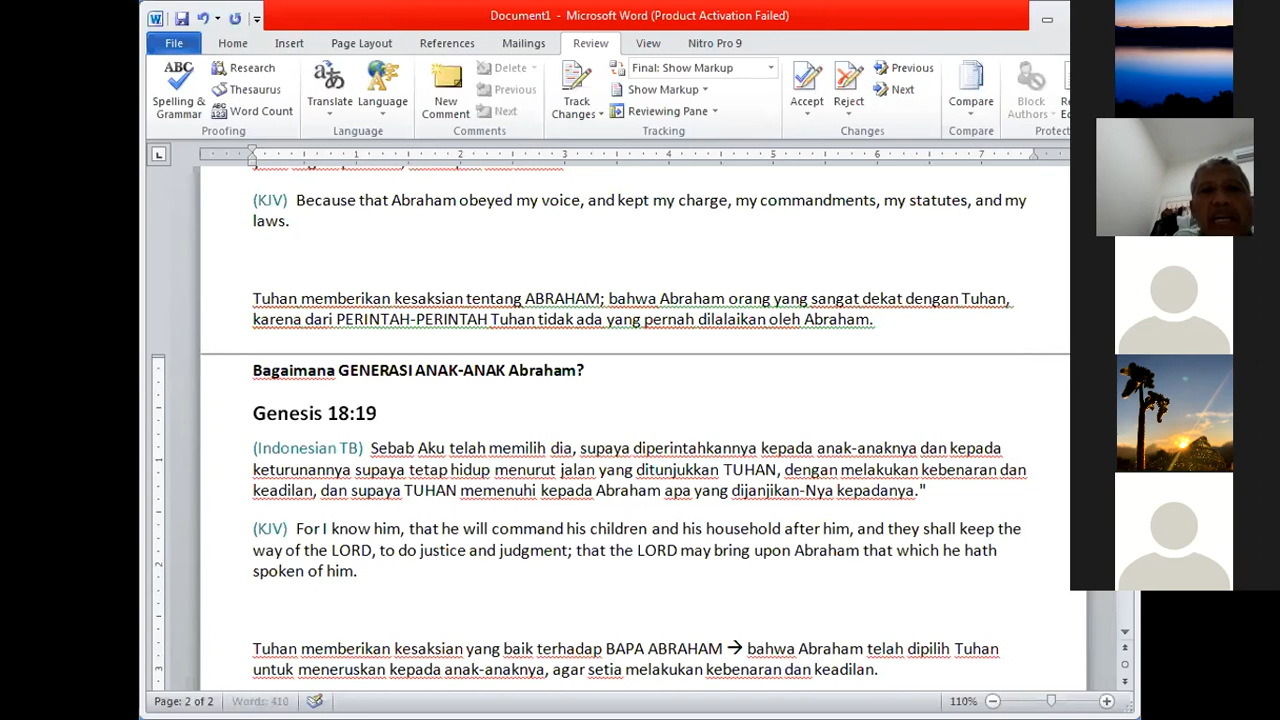 Document1 - Microsoft Word (Product Activation Failed)
File Home Insert Page Layout References Mailings Review View Nitro Pro 9
ABC Spelling & Grammar
Research
Thesaurus
Word Count
Proofing
Translate Language
Language
New Comment
Delete
Previous
Next
Comments
Track Changes
Final: Show Markup
Show Markup
Reviewing Pane
Tracking
Accept Reject
Previous
Next
Changes
Compare
Compare
Block Authors
1 2 3 4 5 6 7
(KJV) Because that Abraham obeyed my voice, and kept my charge, my commandments, my statutes, and my
laws.
Tuhan memberikan kesaksian tentang ABRAHAM; bahwa Abraham orang yang sangat dekat dengan Tuhan,
karena dari PERINTAH-PERINTAH Tuhan tidak ada yang pernah dilalaikan oleh Abraham.
Bagaimana GENERASI ANAK-ANAK Abraham?
Genesis 18:19
(Indonesian TB) Sebab Aku telah memilih dia, supaya diperintahkannya kepada anak-anaknya dan kepada
keturunannya supaya tetap hidup menurut jalan yang ditunjukkan TUHAN, dengan melakukan kebenaran dan
keadilan, dan supaya TUHAN memenuhi kepada Abraham apa yang dijanjikan-Nya kepadanya."
(KJV) For I know him, that he will command his children and his household after him, and they shall keep the
way of the LORD, to do justice and judgment; that the LORD may bring upon Abraham that which he hath
spoken of him.
Tuhan memberikan kesaksian yang baik terhadap BAPA ABRAHAM → bahwa Abraham telah dipilih Tuhan
untuk meneruskan kepada anak-anaknya, agar setia melakukan kebenaran dan keadilan.
Page: 2 of 2 Words: 410 110%